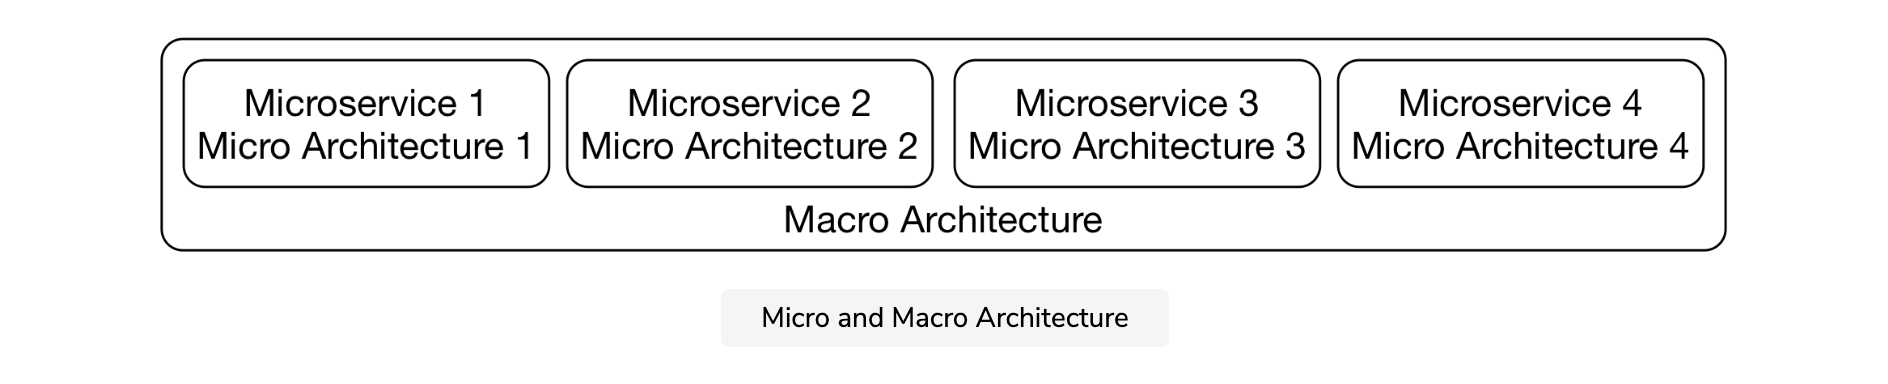 Microservice 1
Micro Architecture 1
Microservice 2
Micro Architecture 2
Microservice 3
Micro Architecture 3
Microservice 4
Micro Architecture 4
Macro Architecture
Micro and Macro Architecture